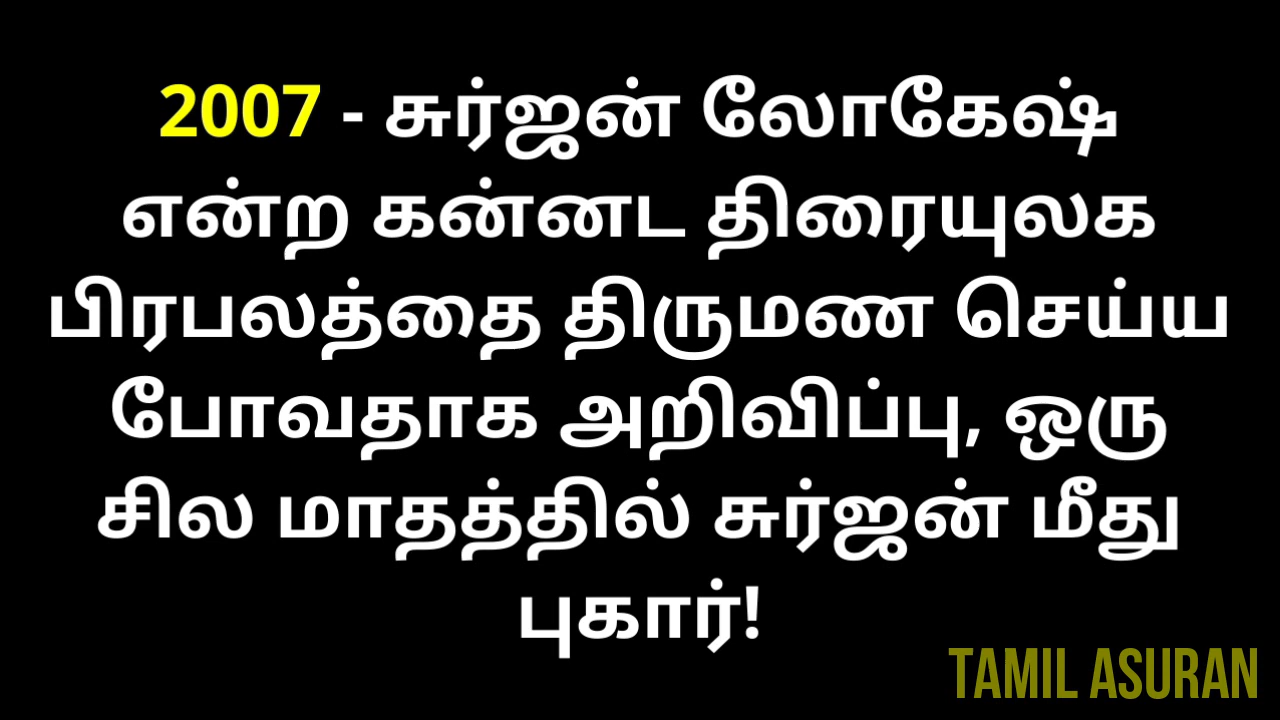 2007 - சுர்ஜன் லோகேஷ்
என்ற கன்னட திரையுலக
பிரபலத்தை திருமண செய்ய
போவதாக அறிவிப்பு, ஒரு
சில மாதத்தில் சுர்ஜன் மீது
புகார்!
TAMIL ASURAN